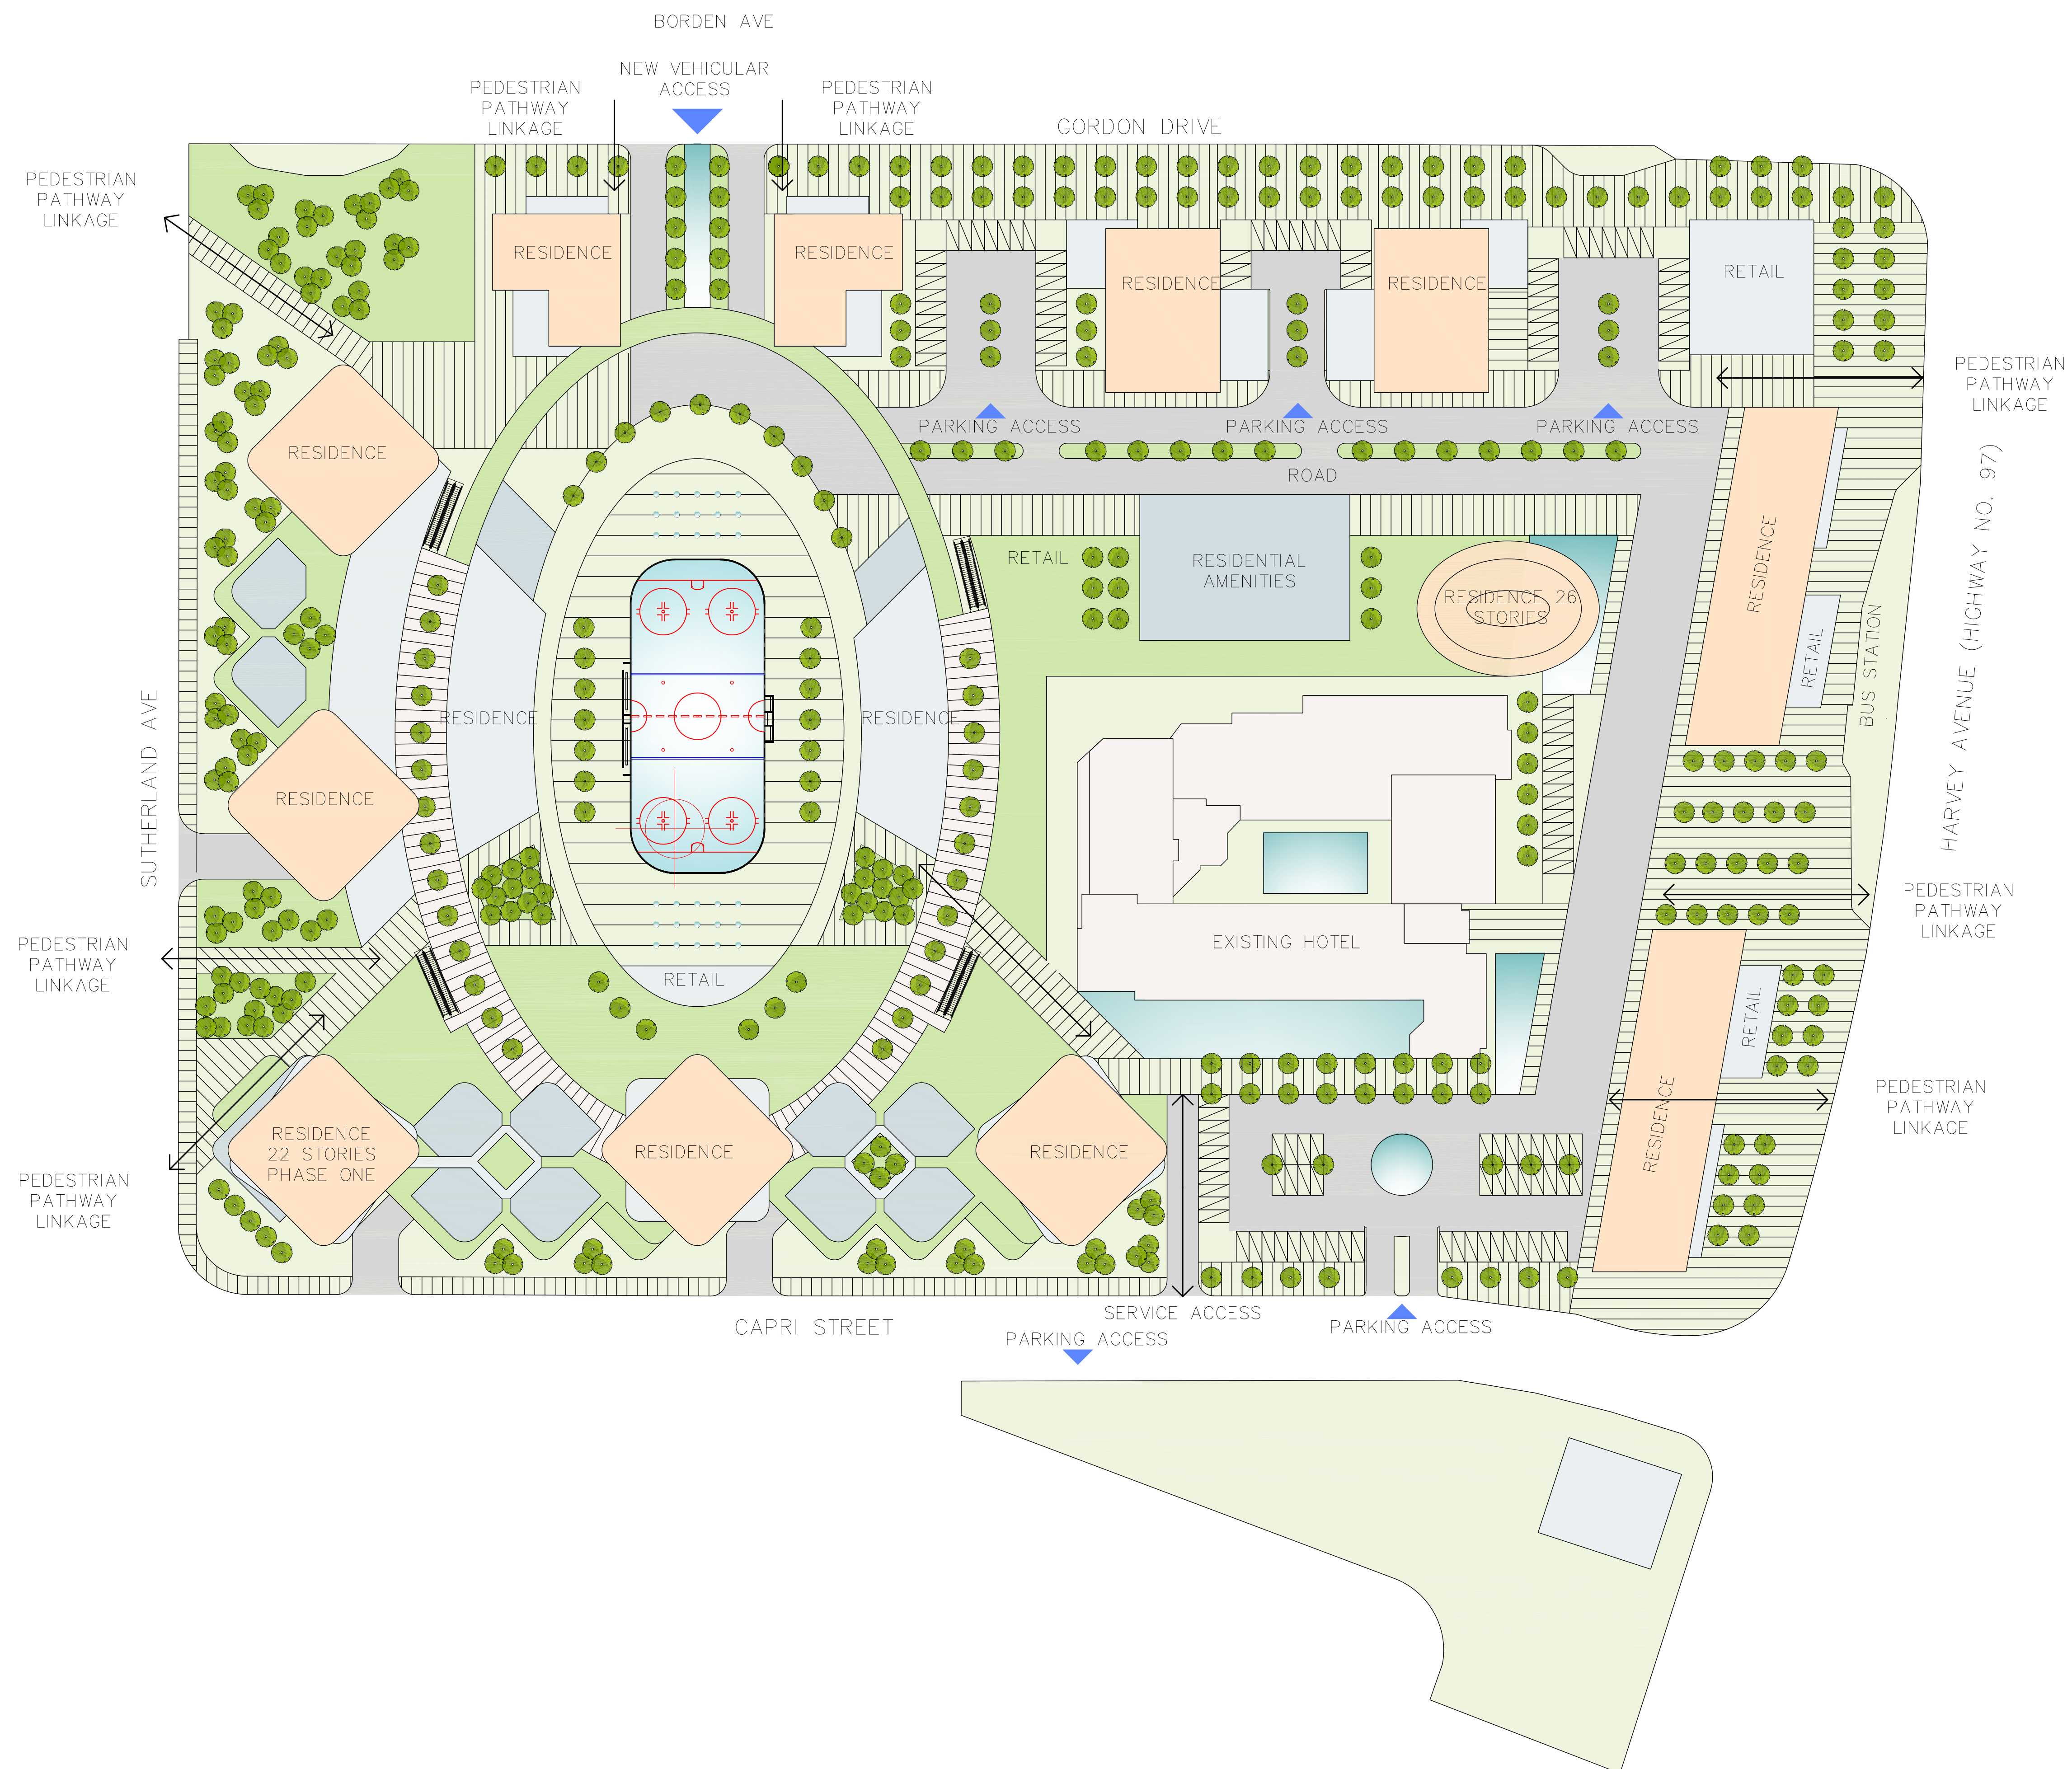 BORDEN AVE
NEW VEHICULAR
ACCESS
PEDESTRIAN
PATHWAY
LINKAGE
PEDESTRIAN
PATHWAY
LINKAGE
GORDON DRIVE
PEDESTRIAN
PATHWAY
LINKAGE
RESIDENCE
RESIDENCE
RESIDENCE
RESIDENCE
RETAIL
PEDESTRIAN
PATHWAY
LINKAGE
PARKING ACCESS
PARKING ACCESS
PARKING ACCESS
RESIDENCE
ROAD
HARVEY AVENUE (HIGHWAY NO. 97)
RETAIL
RESIDENTIAL
AMENITIES
RESIDENCE 26
STORIES
RESIDENCE
RETAIL
BUS STATION
SUTHERLAND AVE
RESIDENCE
RESIDENCE
RESIDENCE
PEDESTRIAN
PATHWAY
LINKAGE
EXISTING HOTEL
PEDESTRIAN
PATHWAY
LINKAGE
RETAIL
RETAIL
PEDESTRIAN
PATHWAY
LINKAGE
RESIDENCE
RESIDENCE
22 STORIES
PHASE ONE
RESIDENCE
RESIDENCE
PEDESTRIAN
PATHWAY
LINKAGE
SERVICE ACCESS
CAPRI STREET
PARKING ACCESS
PARKING ACCESS